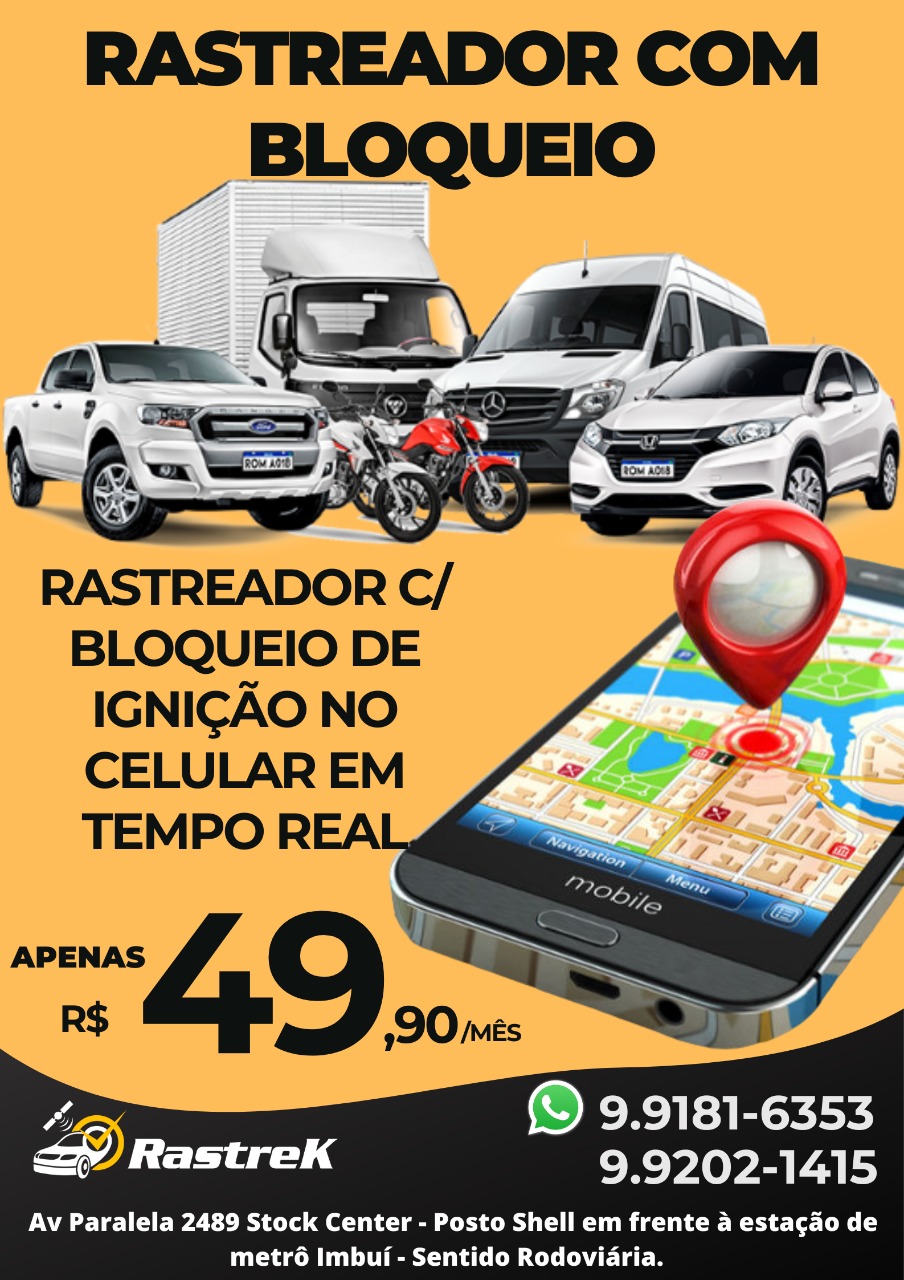 RASTREADOR COM
BLOQUEIO
RANGER
Ford
ROM A018
ROM A018
RASTREADOR C/
BLOQUEIO DE
IGNIÇÃO NO
CELULAR EM
TEMPO REAL.
Navigation
Menu
mobile
APENAS
R$ 49,90/MÊS
RastreK
9.9181-6353
9.9202-1415
Av Paralela 2489 Stock Center - Posto Shell em frente à estação de
metrô Imbuí - Sentido Rodoviária.